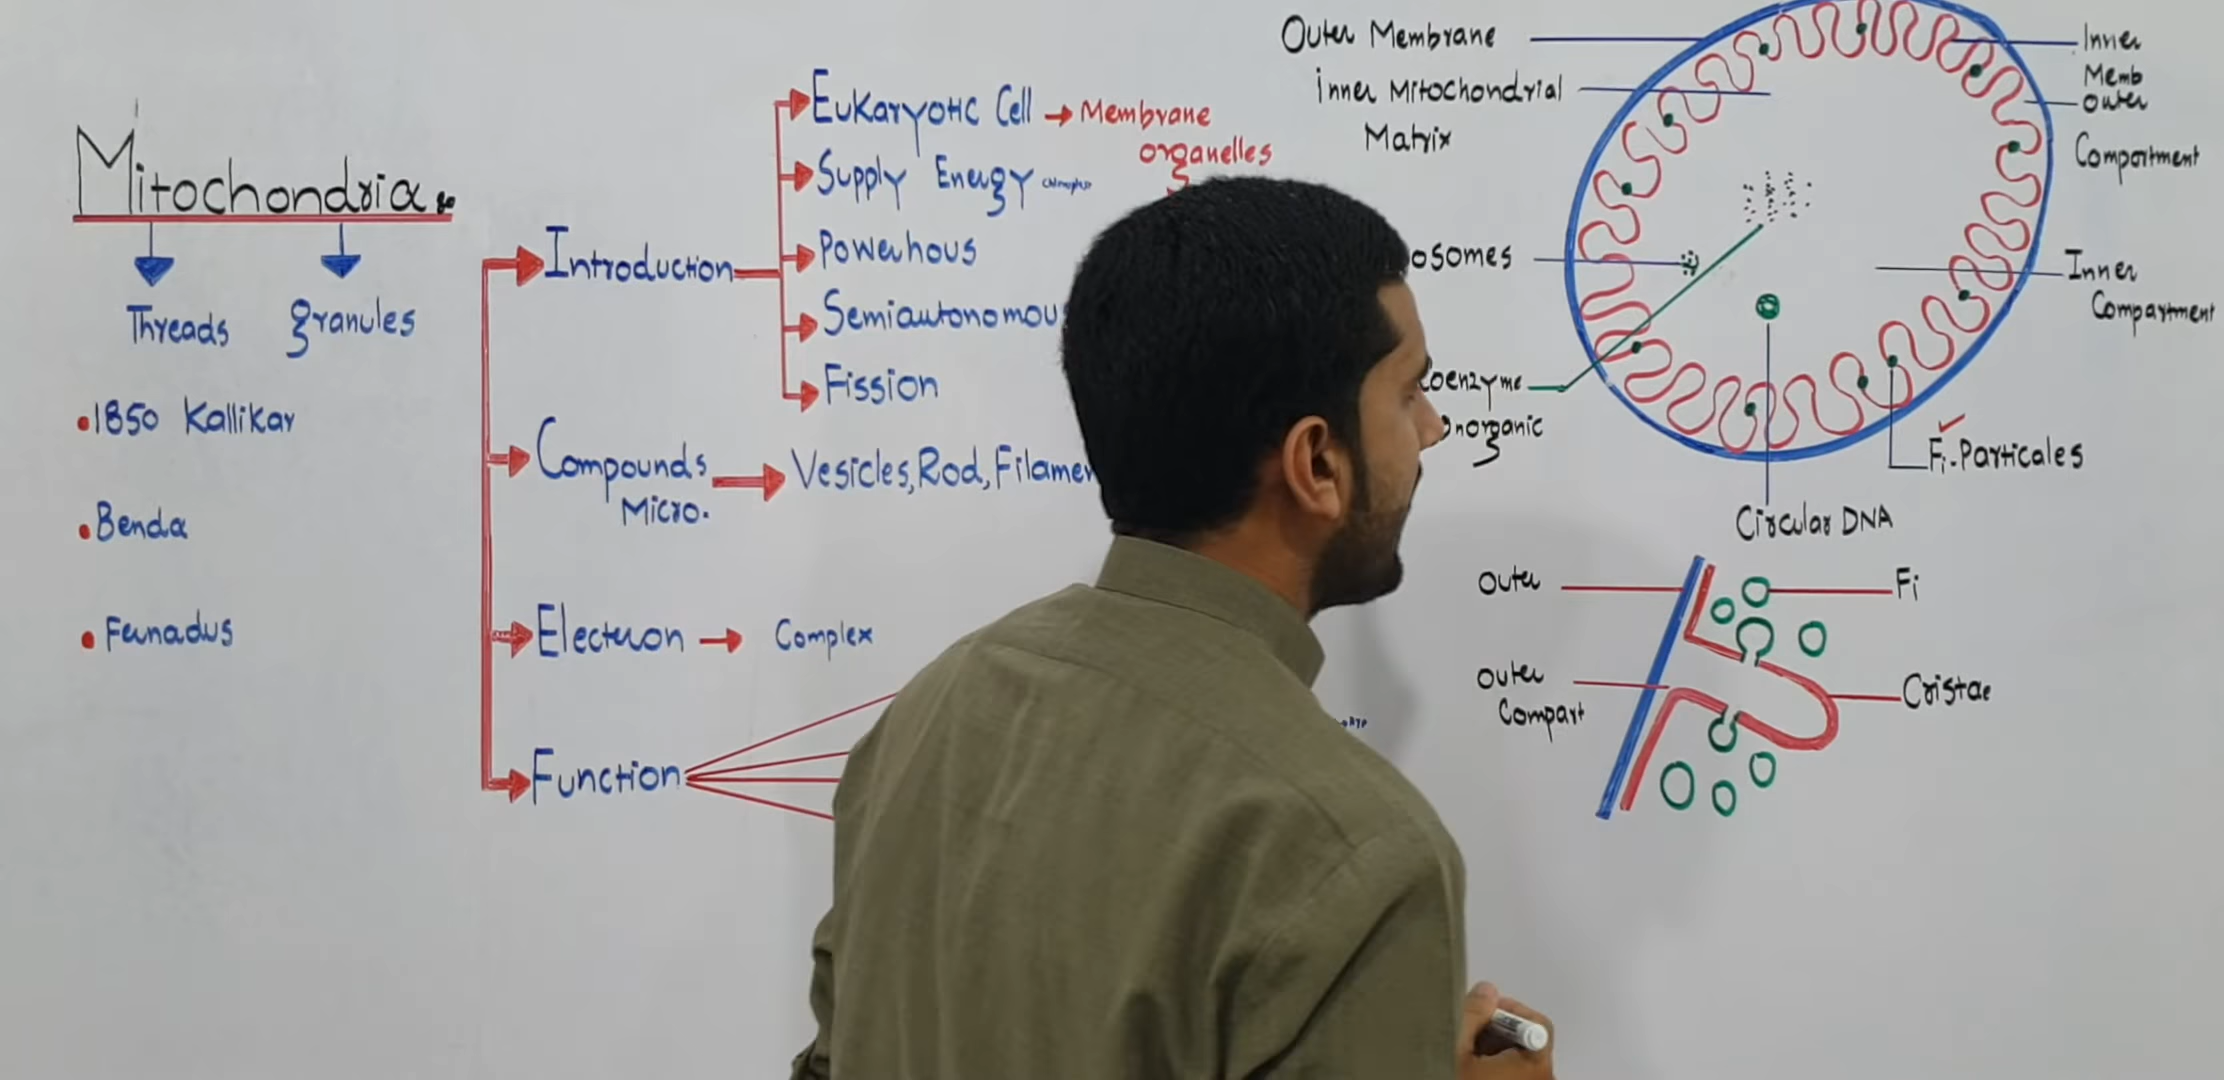 Mitochondria
Threads
granules
1850 Kallikar
Benda
Fernadus
Introduction
Eukaryotic Cell → Membrane
organelles
Supply Energy
Powerhous
Semiautonomou
Fission
Compounds
Micro.
Vesicles, Rod, Filamen
Electeron → Complex
Function
Outer Membrane
inner Mitochondrial
Matrix
osomes
Coenzyme
norganic
Inner
Memb
outer
Compartment
Inner
Compartment
F1-Particales
Circular DNA
Outer
Outer
Compart
Fi
Cristae